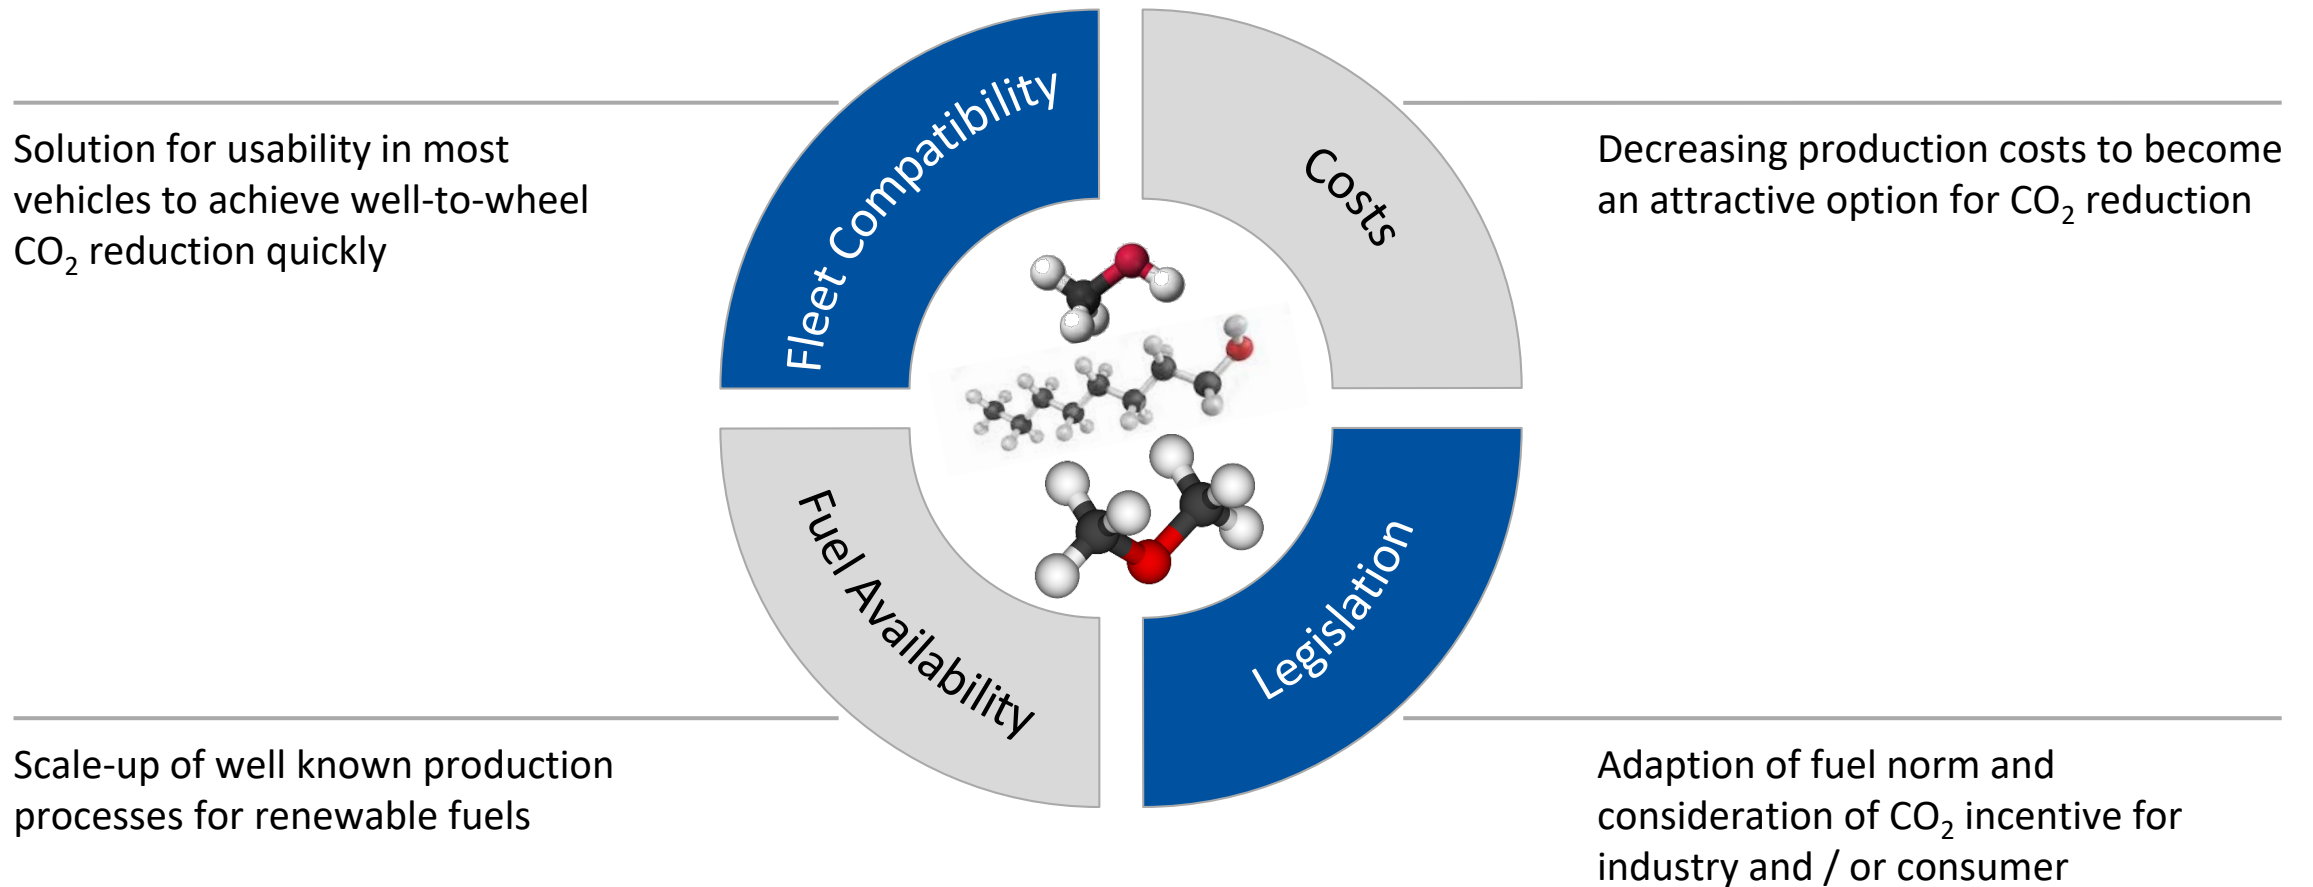 Solution for usability in most
vehicles to achieve well-to-wheel
CO₂ reduction quickly
Fleet Compatibility
Costs
Decreasing production costs to become
an attractive option for CO₂ reduction
Scale-up of well known production
processes for renewable fuels
Fuel Availability
Legislation
Adaption of fuel norm and
consideration of CO₂ incentive for
industry and / or consumer